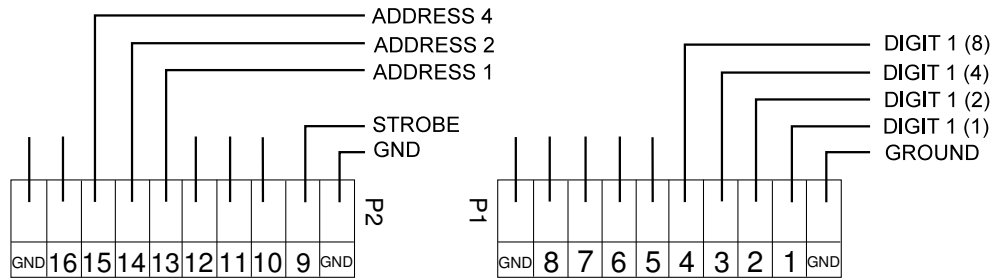 ADDRESS 4
ADDRESS 2
ADDRESS 1
STROBE
GND
P2
GND 16 15 14 13 12 11 10 9 GND
DIGIT 1 (8)
DIGIT 1 (4)
DIGIT 1 (2)
DIGIT 1 (1)
GROUND
P1
GND 8 7 6 5 4 3 2 1 GND